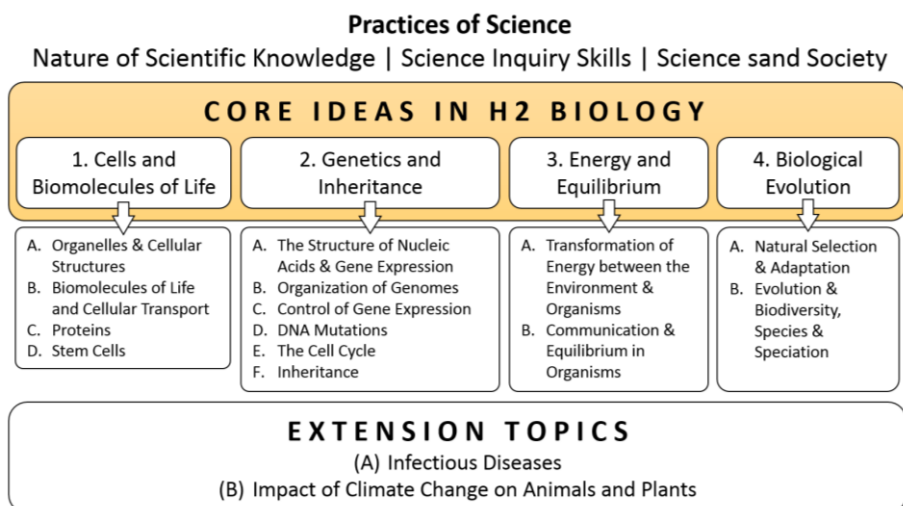 Practices of Science
Nature of Scientific Knowledge | Science Inquiry Skills | Science sand Society
CORE IDEAS IN H2 BIOLOGY
1. Cells and
Biomolecules of Life
2. Genetics and
Inheritance
3. Energy and
Equilibrium
4. Biological
Evolution
A. Organelles & Cellular
Structures
B. Biomolecules of Life
and Cellular Transport
C. Proteins
D. Stem Cells
A. The Structure of Nucleic
Acids & Gene Expression
B. Organization of Genomes
C. Control of Gene Expression
D. DNA Mutations
E. The Cell Cycle
F. Inheritance
A. Transformation of
Energy between the
Environment &
Organisms
B. Communication &
Equilibrium in
Organisms
A. Natural Selection
& Adaptation
B. Evolution &
Biodiversity,
Species &
Speciation
EXTENSION TOPICS
(A) Infectious Diseases
(B) Impact of Climate Change on Animals and Plants